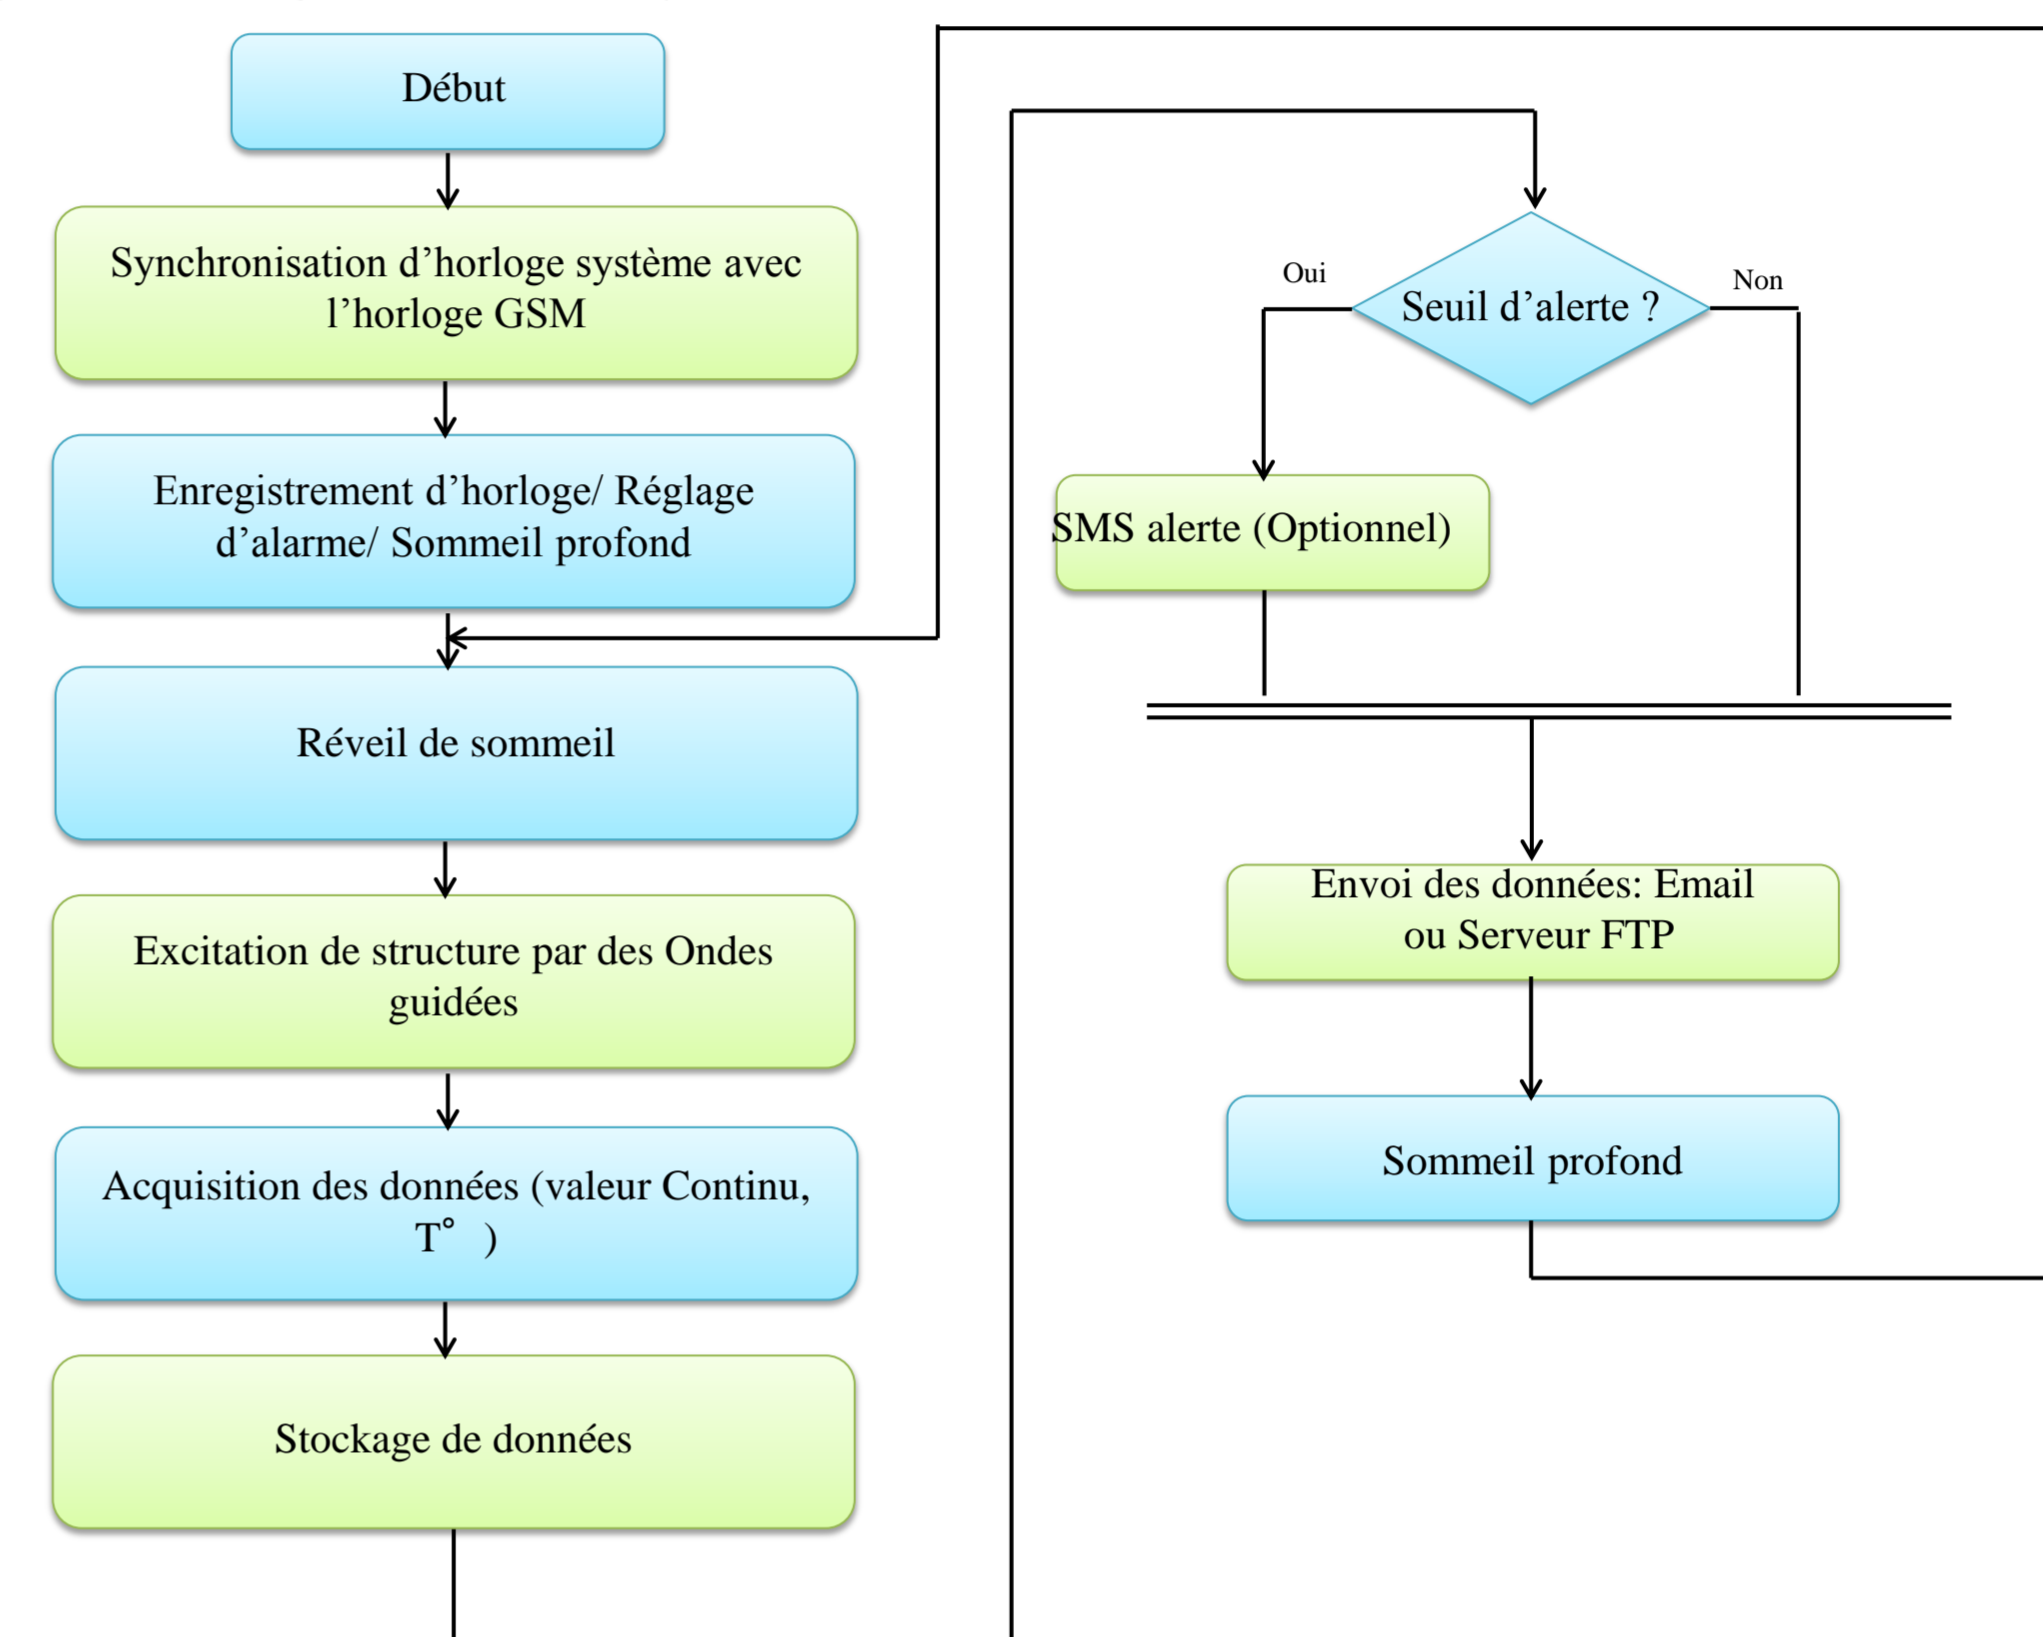 Début
Synchronisation d’horloge système avec
l’horloge GSM
Enregistrement d’horloge/ Réglage
d’alarme/ Sommeil profond
Réveil de sommeil
Excitation de structure par des Ondes
guidées
Acquisition des données (valeur Continu,
T° )
Stockage de données
Seuil d’alerte ?
Oui
Non
SMS alerte (Optionnel)
Envoi des données: Email
ou Serveur FTP
Sommeil profond